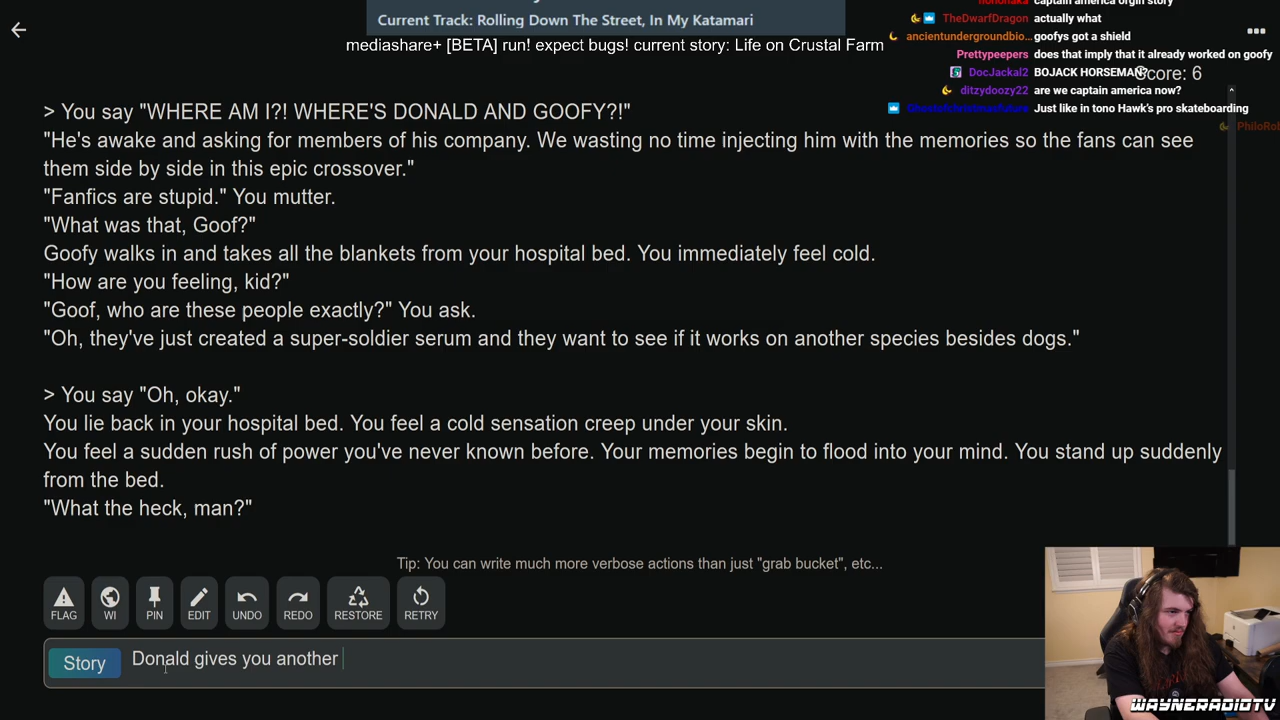 Current Track: Rolling Down The Street, In My Katamari
mediashare+ [BETA] run! expect bugs! current story: Life on Crustal Farm
captain america orgin story
TheDwarfDragon actually what
ancientundergroundbio... goofys got a shield
Prettypeepers does that imply that it already worked on goofy
DocJackal2 BOJACK HORSEMAN?
Score: 6
ditzydoozy22 are we captain america now?
Just like in tono Hawk's pro skateboarding
PhiloRo
> You say "WHERE AM I?! WHERE'S DONALD AND GOOFY?!"
"He's awake and asking for members of his company. We wasting no time injecting him with the memories so the fans can see
them side by side in this epic crossover."
"Fanfics are stupid." You mutter.
"What was that, Goof?"
Goofy walks in and takes all the blankets from your hospital bed. You immediately feel cold.
"How are you feeling, kid?"
"Goof, who are these people exactly?" You ask.
"Oh, they've just created a super-soldier serum and they want to see if it works on another species besides dogs."
> You say "Oh, okay."
You lie back in your hospital bed. You feel a cold sensation creep under your skin.
You feel a sudden rush of power you've never known before. Your memories begin to flood into your mind. You stand up suddenly
from the bed.
"What the heck, man?"
Tip: You can write much more verbose actions than just "grab bucket", etc...
FLAG WI PIN EDIT UNDO REDO RESTORE RETRY
Story Donald gives you another
WAYNERADIOTV